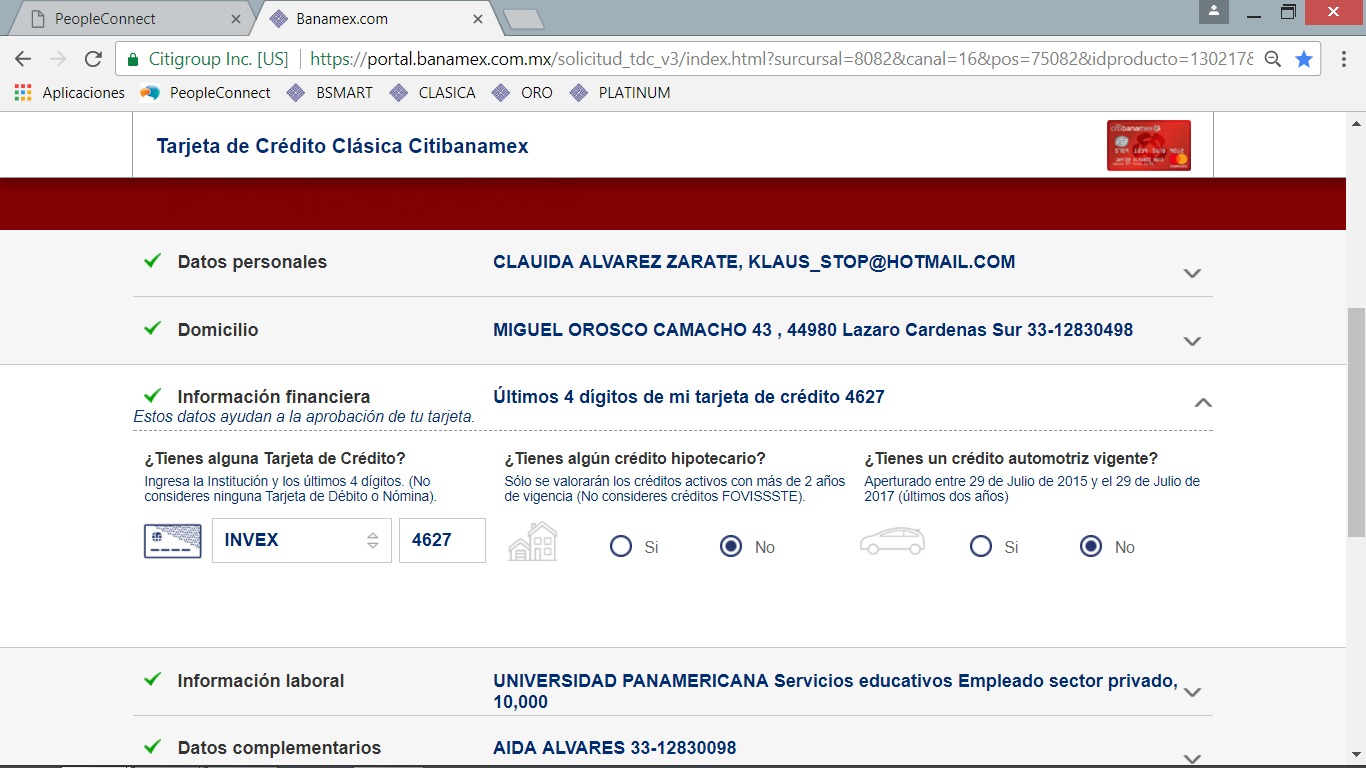 PeopleConnect
Banamex.com
Citigroup Inc. [US] https://portal.banamex.com.mx/solicitud_tdc_v3/index.html?surcursal=8082&canal=16&pos=75082&idproducto=130217&
Aplicaciones PeopleConnect BSMART CLASICA ORO PLATINUM
Tarjeta de Crédito Clásica Citibanamex
citibanamex
Datos personales CLAUIDA ALVAREZ ZARATE, KLAUS_STOP@HOTMAIL.COM
Domicilio MIGUEL OROSCO CAMACHO 43 , 44980 Lazaro Cardenas Sur 33-12830498
Información financiera Últimos 4 dígitos de mi tarjeta de crédito 4627
Estos datos ayudan a la aprobación de tu tarjeta.
¿Tienes alguna Tarjeta de Crédito?
Ingresa la Institución y los últimos 4 dígitos. (No
consideres ninguna Tarjeta de Débito o Nómina).
INVEX 4627
¿Tienes algún crédito hipotecario?
Sólo se valorarán los créditos activos con más de 2 años
de vigencia (No consideres créditos FOVISSSTE).
Si No
¿Tienes un crédito automotriz vigente?
Aperturado entre 29 de Julio de 2015 y el 29 de Julio de
2017 (últimos dos años)
Si No
Información laboral UNIVERSIDAD PANAMERICANA Servicios educativos Empleado sector privado,
10,000
Datos complementarios AIDA ALVARES 33-12830098